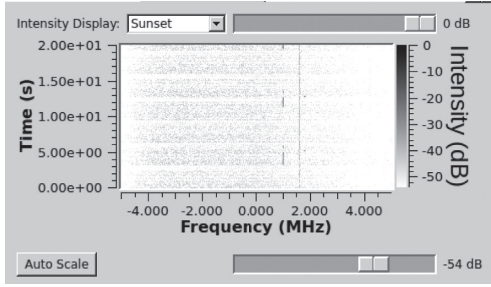 Intensity Display: Sunset 0 dB
2.00e+01
1.50e+01
1.00e+01
5.00e+00
0.00e+00
Time (s)
-4.000 -2.000 0.000 2.000 4.000
Frequency (MHz)
0
-10
-20
-30
-40
-50
Intensity (dB)
Auto Scale -54 dB